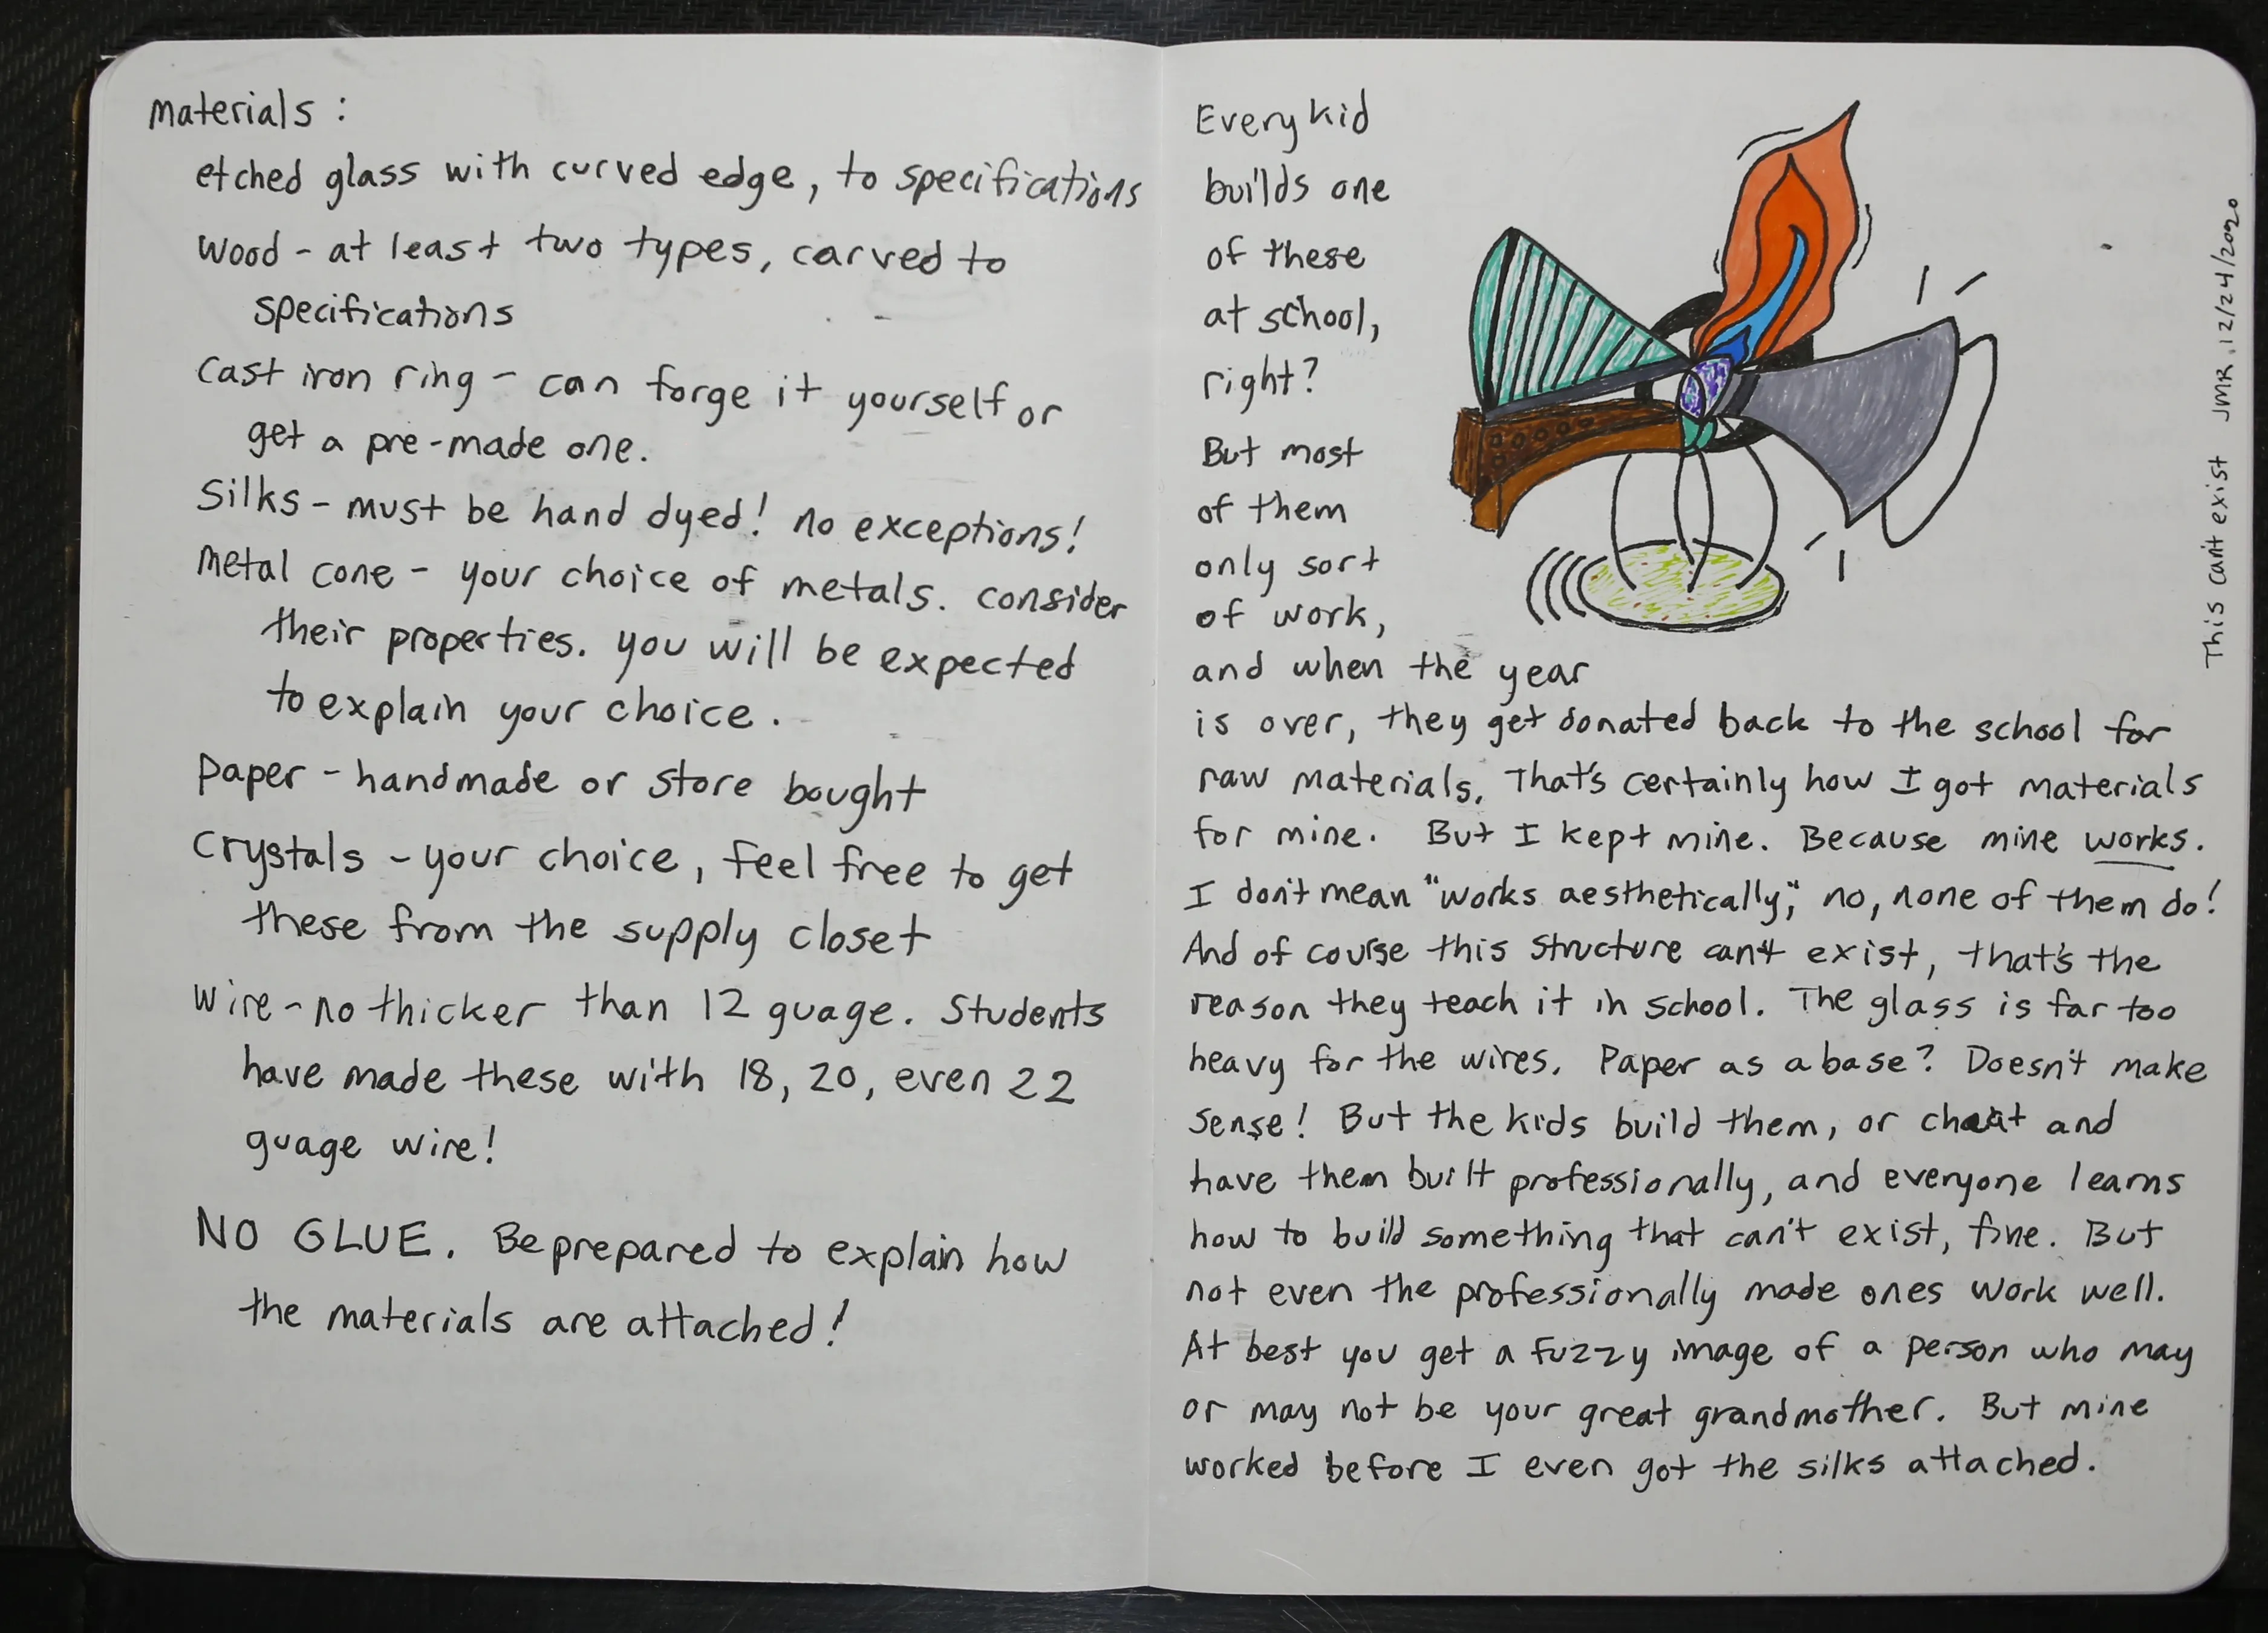 materials :
etched glass with curved edge, to specifications
wood - at least two types, carved to
specifications
cast iron ring - can forge it yourself or
get a pre-made one.
silks - must be hand dyed! no exceptions!
metal cone - your choice of metals. consider
their properties. you will be expected
to explain your choice.
paper - handmade or store bought
crystals - your choice, feel free to get
these from the supply closet
wire - no thicker than 12 guage. Students
have made these with 18, 20, even 22
guage wire!
NO GLUE. Be prepared to explain how
the materials are attached!
Every kid
builds one
of these
at school,
right?
But most
of them
only sort
of work,
and when the year
is over, they get donated back to the school for
raw materials. That's certainly how I got materials
for mine. But I kept mine. Because mine works.
I don't mean "works aesthetically", no, none of them do!
And of course this structure can't exist, that's the
reason they teach it in school. The glass is far too
heavy for the wires. Paper as a base? Doesn't make
sense! But the kids build them, or cheat and
have them built professionally, and everyone learns
how to build something that can't exist, fine. But
not even the professionally made ones work well.
At best you get a fuzzy image of a person who may
or may not be your great grandmother. But mine
worked before I even got the silks attached.
This can't exist JMR 12/24/2020